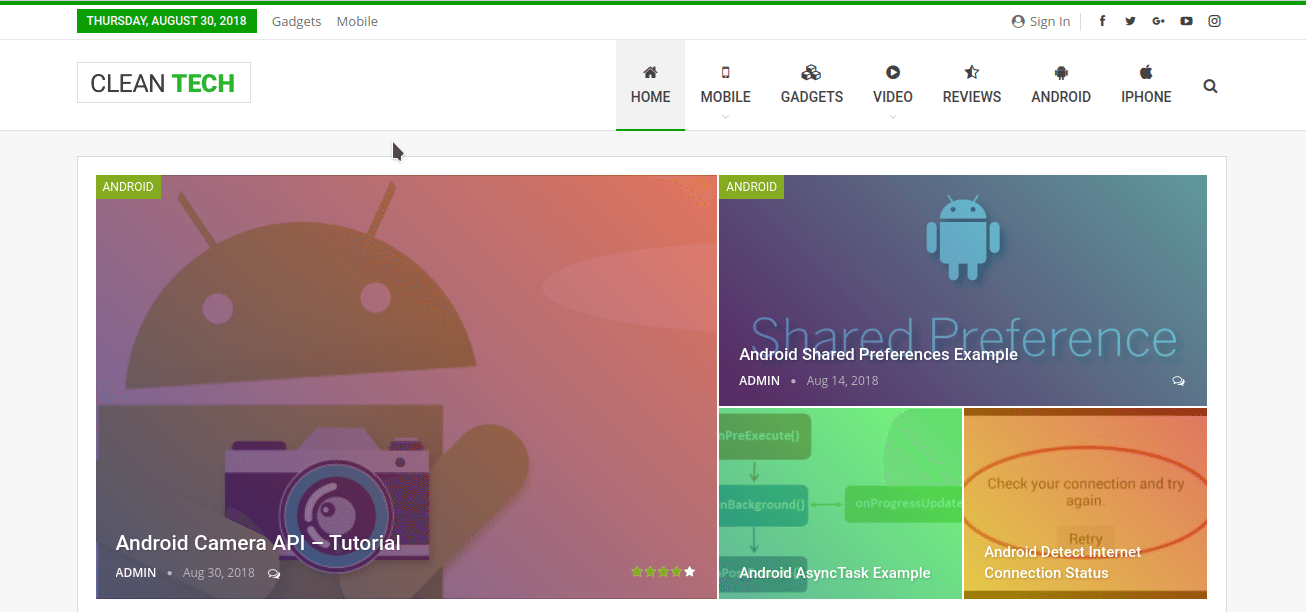 THURSDAY, AUGUST 30, 2018 Gadgets Mobile Sign In
CLEAN TECH
HOME MOBILE GADGETS VIDEO REVIEWS ANDROID IPHONE
ANDROID
Android Camera API – Tutorial
ADMIN • Aug 30, 2018
ANDROID
Shared Preference
Android Shared Preferences Example
ADMIN • Aug 14, 2018
nPreExecute()
nBackground()
onProgressUpdate
Android AsyncTask Example
Check your connection and try
again.
Retry
Android Detect Internet
Connection Status